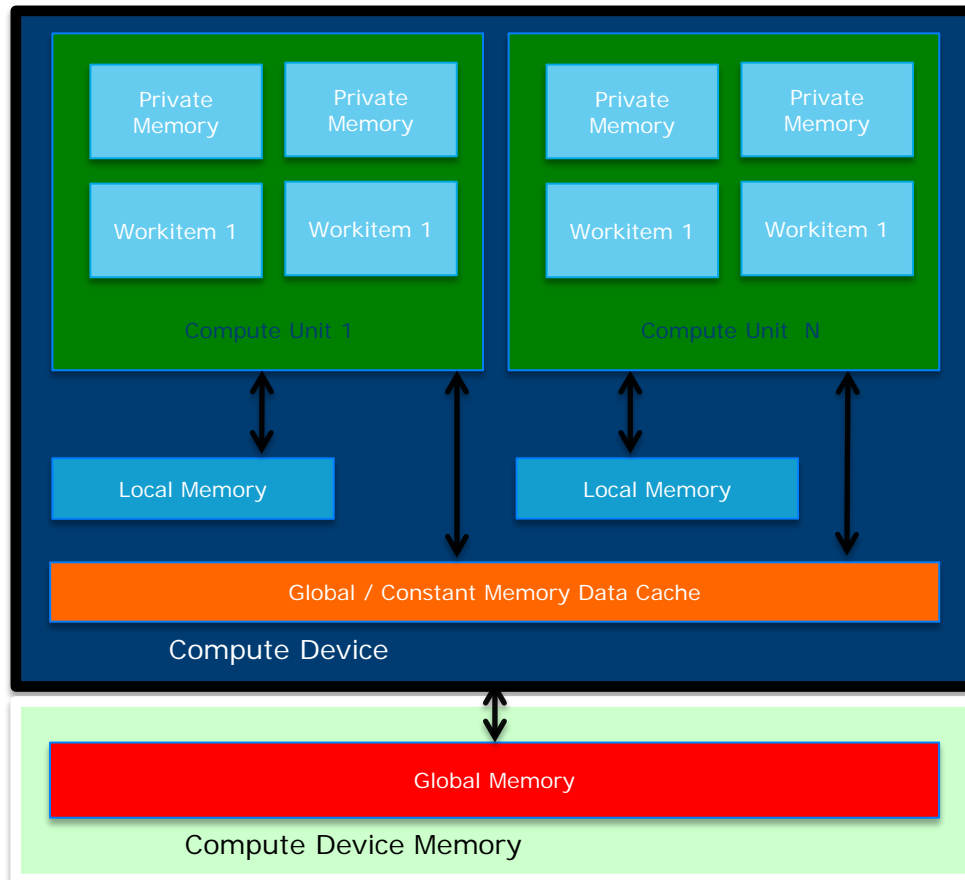 Private
Memory
Private
Memory
Workitem 1
Workitem 1
Compute Unit 1
Private
Memory
Private
Memory
Workitem 1
Workitem 1
Compute Unit  N
Local Memory
Local Memory
Global / Constant Memory Data Cache
Compute Device
Global Memory
Compute Device Memory